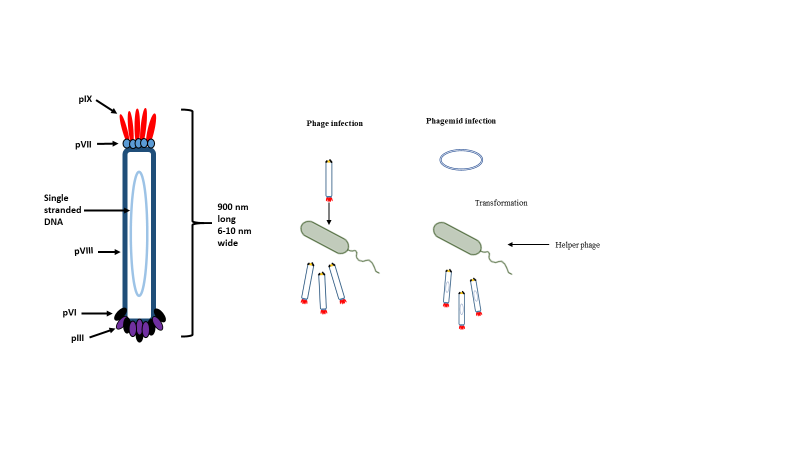 pIX
pVII
Single
stranded
DNA
pVIII
pVI
pIII
900 nm
long
6-10 nm
wide
Phage infection
Phagemid infection
Transformation
Helper phage